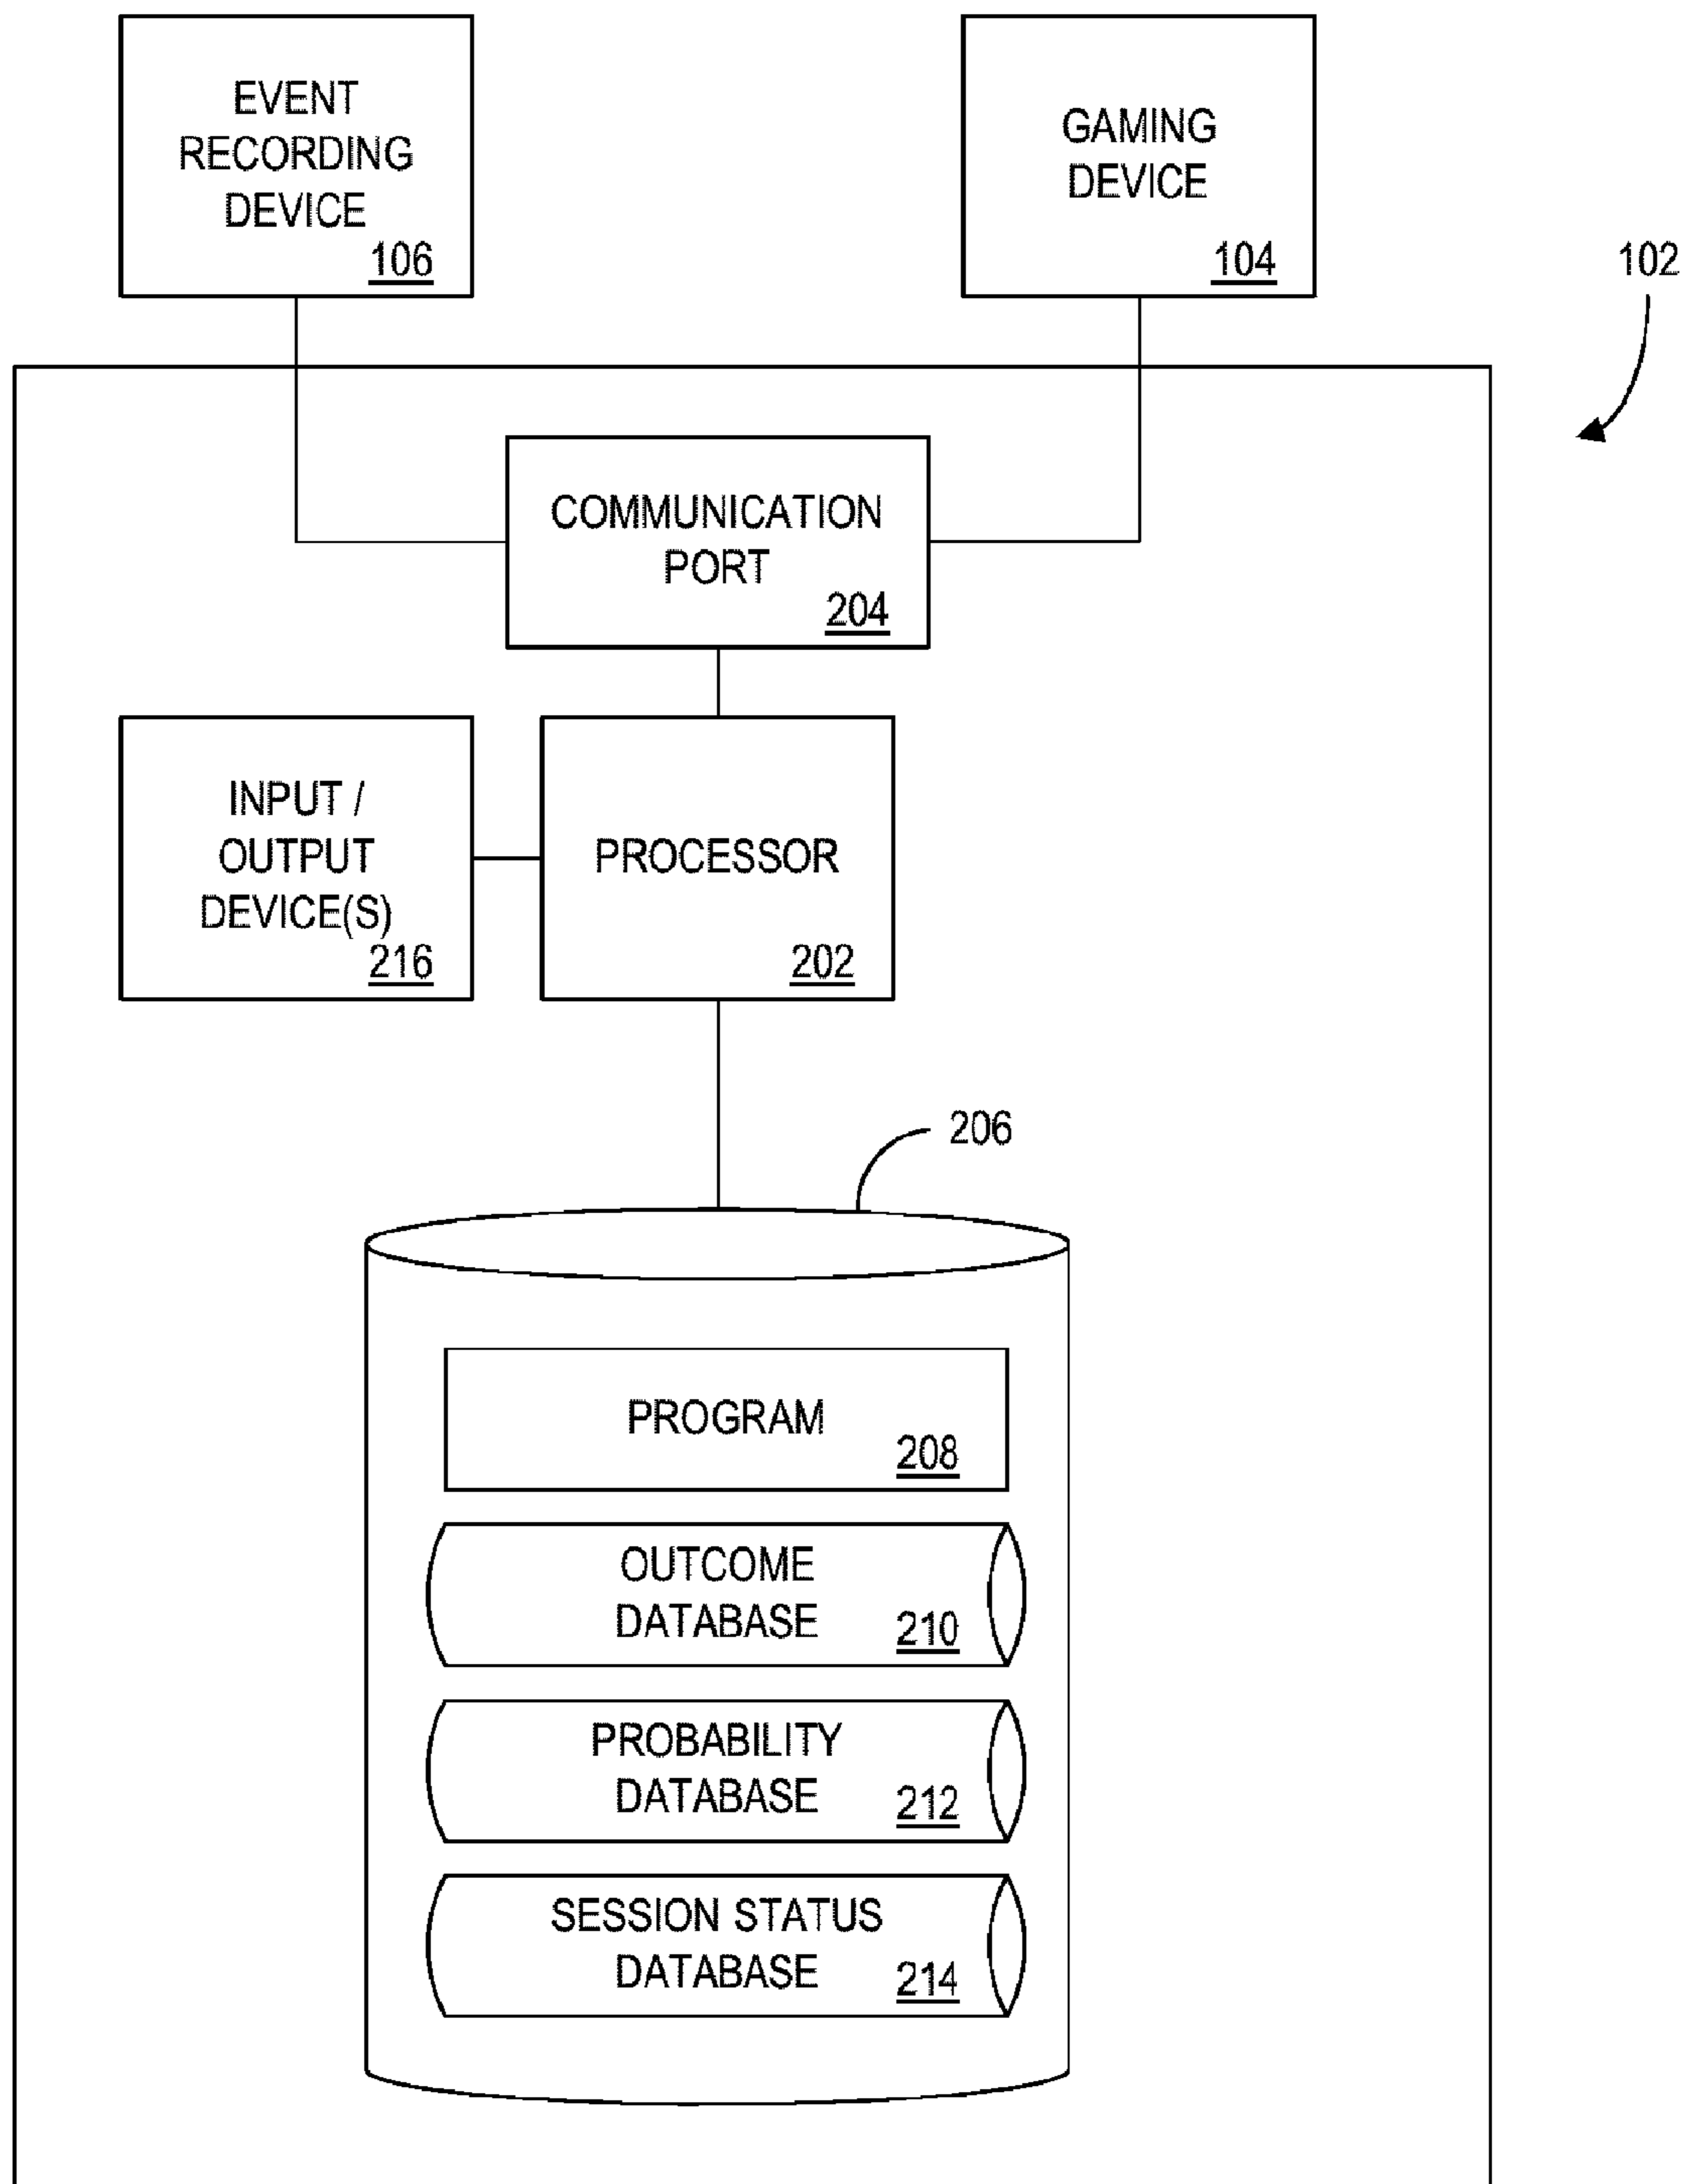 EVENT
RECORDING
DEVICE
106
GAMING
DEVICE
104
102
COMMUNICATION
PORT
204
INPUT /
OUTPUT
DEVICE(S)
216
PROCESSOR
202
206
PROGRAM
208
OUTCOME
DATABASE
210
PROBABILITY
DATABASE
212
SESSION STATUS
DATABASE
214